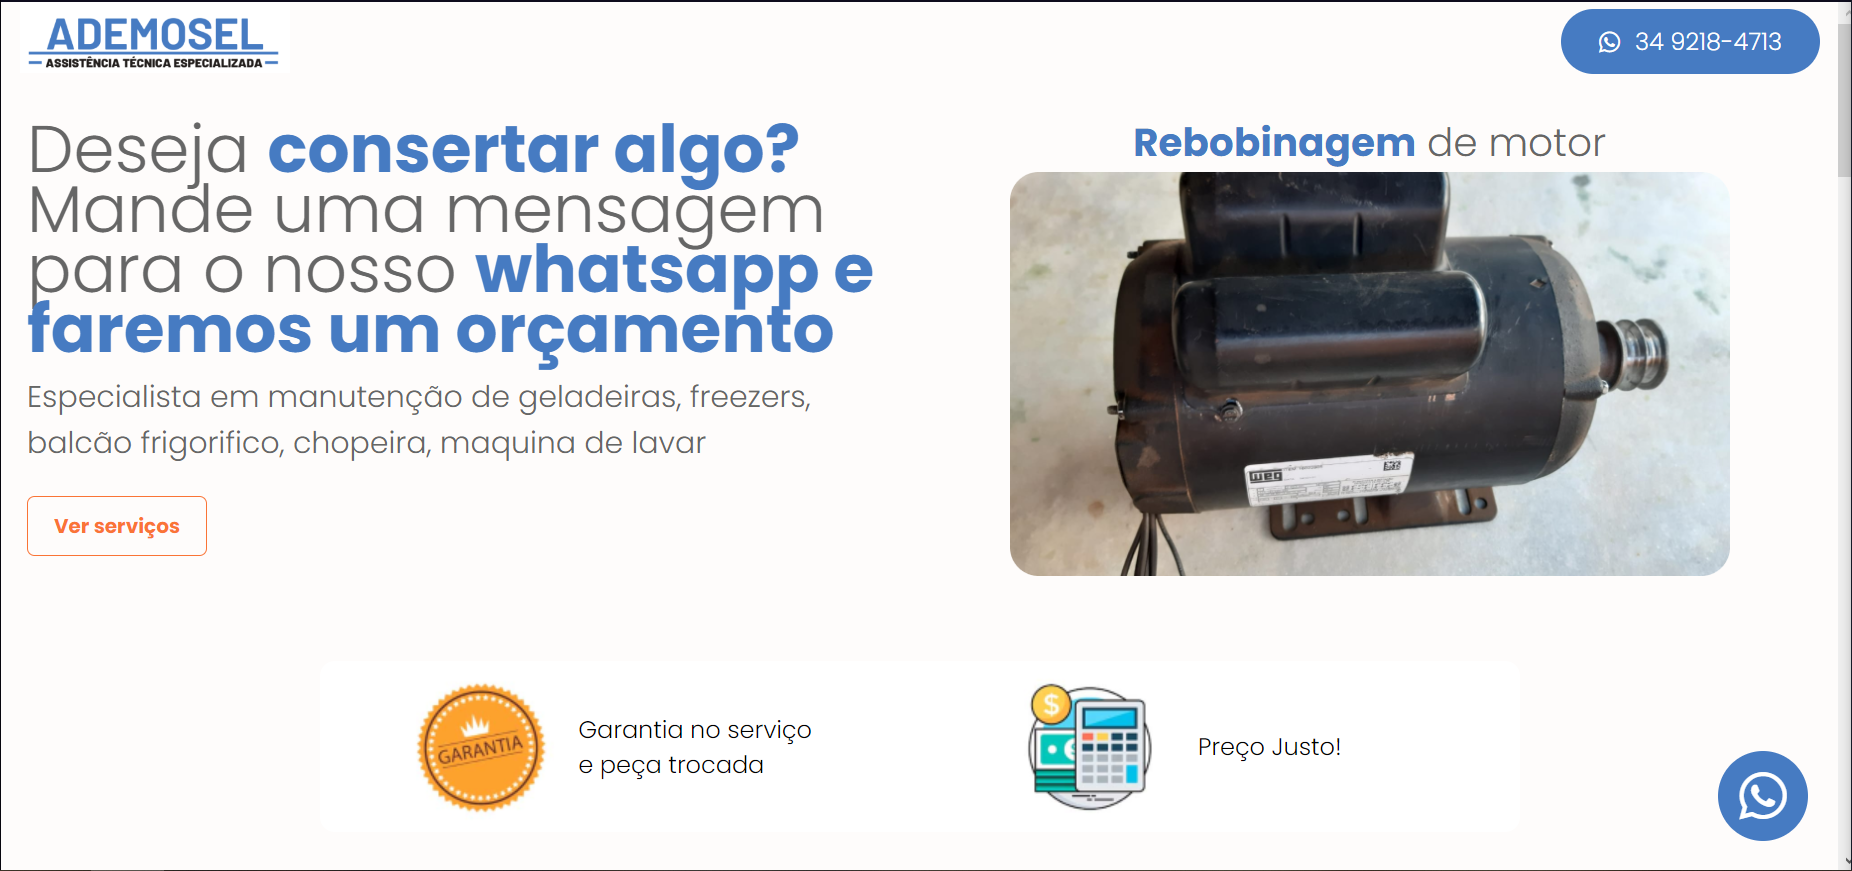 ADEMOSEL
ASSISTÊNCIA TÉCNICA ESPECIALIZADA
34 9218-4713
Deseja consertar algo?
Mande uma mensagem
para o nosso whatsapp e
faremos um orçamento
Especialista em manutenção de geladeiras, freezers,
balcão frigorifico, chopeira, maquina de lavar
Ver serviços
Rebobinagem de motor
weg
GARANTIA
Garantia no serviço
e peça trocada
$
Preço Justo!